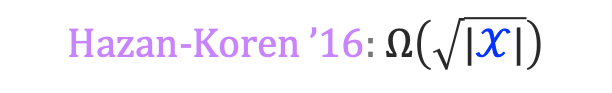 Hazan-Koren ’16: Ω(√|𝒳|)